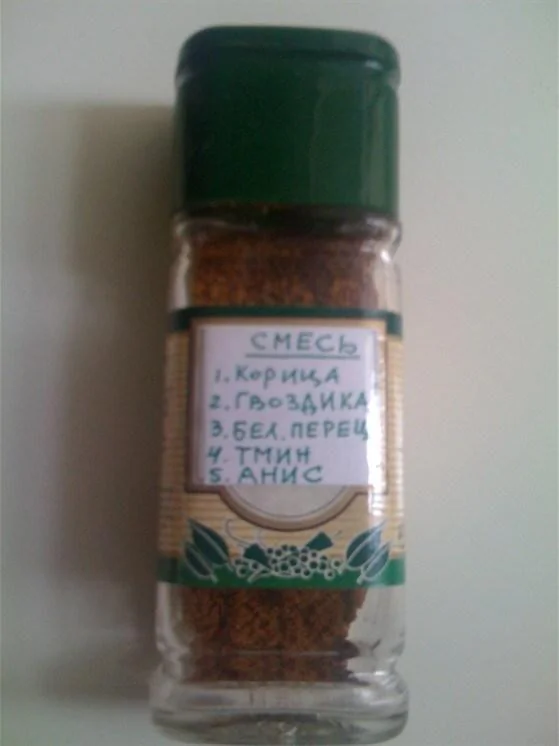 СМЕСЬ
1. КОРИЦА
2. ГВОЗДИКА
3. БЕЛ. ПЕРЕЦ
4. ТМИН
5. АНИС